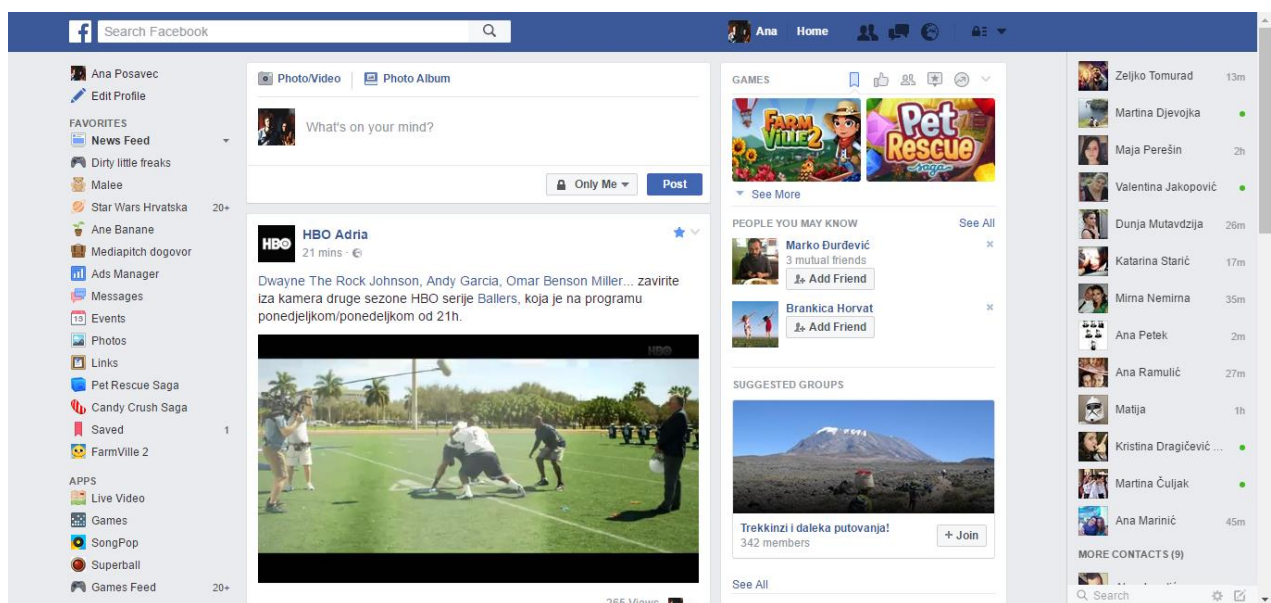 f
Search Facebook
Ana Home
Ana Posavec
Edit Profile
FAVORITES
News Feed
Dirty little freaks
Malee
Star Wars Hrvatska 20+
Ane Banane
Mediapitch dogovor
Ads Manager
Messages
13 Events
Photos
Links
Pet Rescue Saga
Candy Crush Saga
Saved 1
FarmVille 2
APPS
Live Video
Games
SongPop
Superball
Games Feed 20+
Photo/Video Photo Album
What's on your mind?
Only Me Post
HBO
HBO Adria
21 mins
Dwayne The Rock Johnson, Andy Garcia, Omar Benson Miller... zavirite
iza kamera druge sezone HBO serije Ballers, koja je na programu
ponedjeljkom/ponedeljkom od 21h.
HBO
265 Views
GAMES
FARM
VILLE 2
Pet
Rescue
saga
See More
PEOPLE YOU MAY KNOW See All
Marko Đurđević
3 mutual friends
Add Friend
Brankica Horvat
Add Friend
SUGGESTED GROUPS
Trekkinzi i daleka putovanja!
342 members
+ Join
See All
Zeljko Tomurad 13m
Martina Djevojka
Maja Perešin 2h
Valentina Jakopović
Dunja Mutavdzija 26m
Katarina Starić 17m
Mirna Nemirna 35m
Ana Petek 2m
Ana Ramulić 27m
Matija 1h
Kristina Dragičević ...
Martina Čuljak
Ana Marinić 45m
MORE CONTACTS (9)
Search